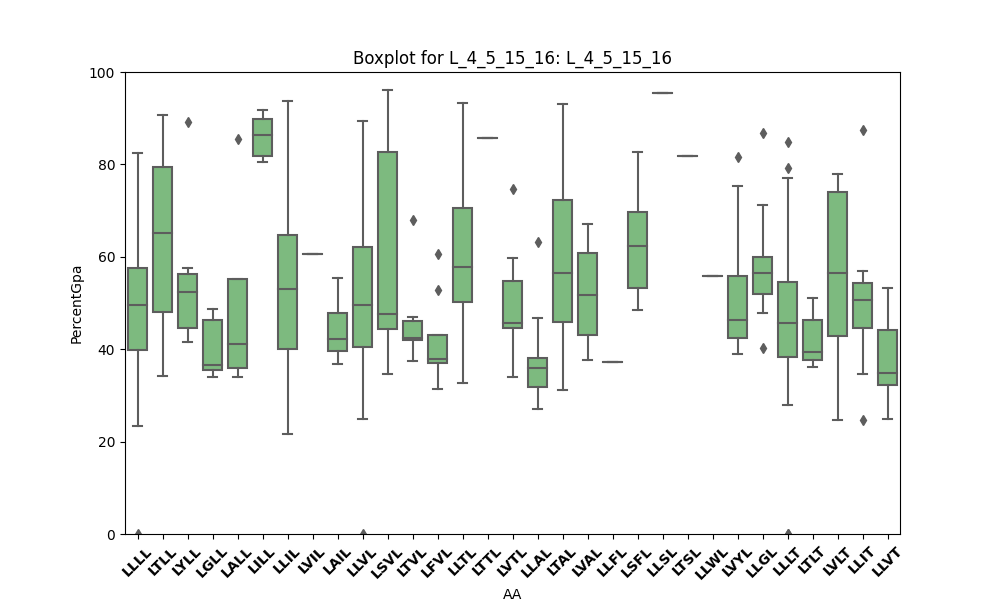 Boxplot for L_4_5_15_16: L_4_5_15_16
100
80
60
40
20
0
PercentGpa
LLLL LTLL LYLL LGLL LALL LILL LLIL LVIL LAIL LLVL LSVL LTVL LFVL LLTL LTTL LVTL LLAL LTAL LVAL LLFL LSFL LLSL LTSL LLWL LVYL LLGL LLLT LTLT LVLT LLIT LLVT
AA